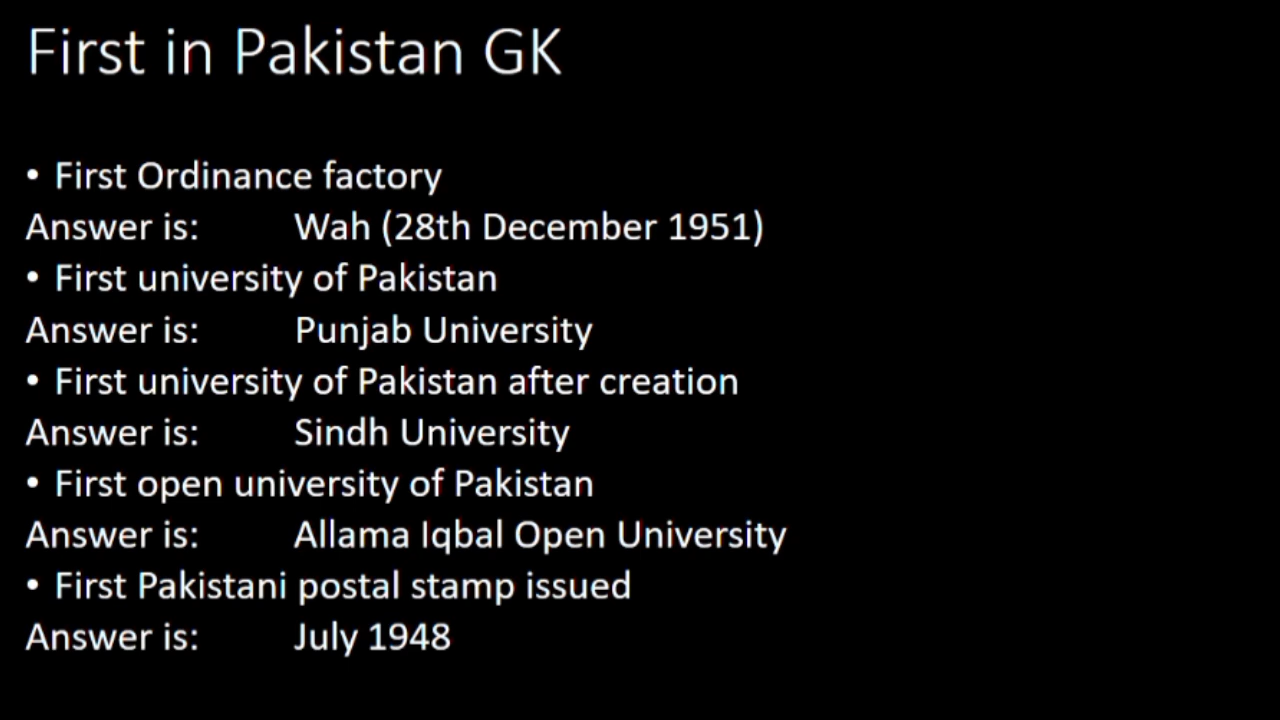 First in Pakistan GK
• First Ordinance factory
Answer is: Wah (28th December 1951)
• First university of Pakistan
Answer is: Punjab University
• First university of Pakistan after creation
Answer is: Sindh University
• First open university of Pakistan
Answer is: Allama Iqbal Open University
• First Pakistani postal stamp issued
Answer is: July 1948